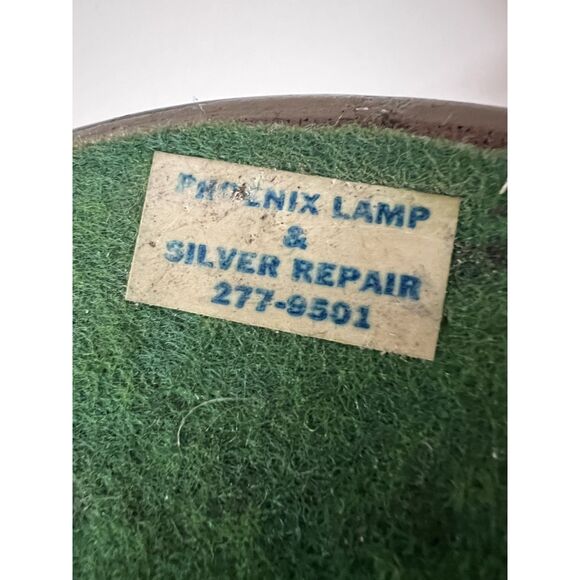 PHOENIX LAMP
&
SILVER REPAIR
277-9501